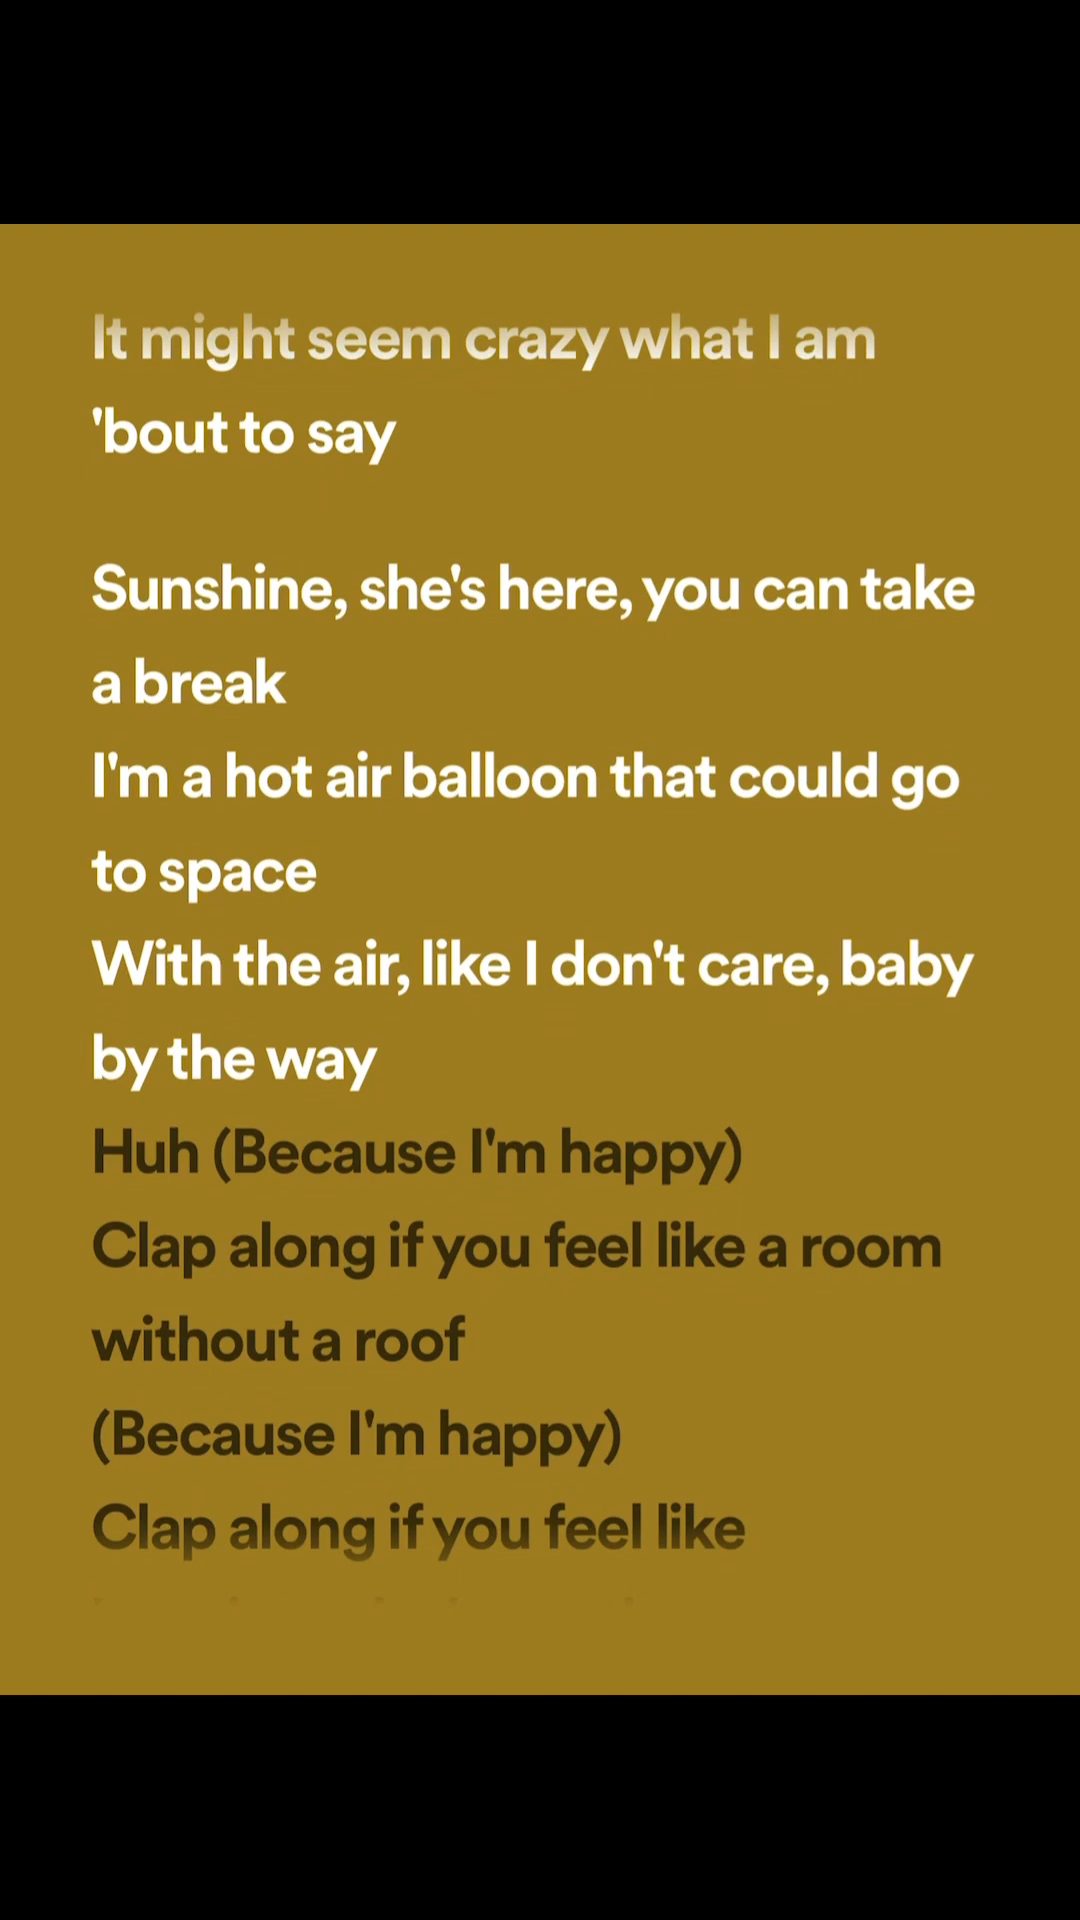 It might seem crazy what I am
'bout to say
Sunshine, she's here, you can take
a break
I'm a hot air balloon that could go
to space
With the air, like I don't care, baby
by the way
Huh (Because I'm happy)
Clap along if you feel like a room
without a roof
(Because I'm happy)
Clap along if you feel like